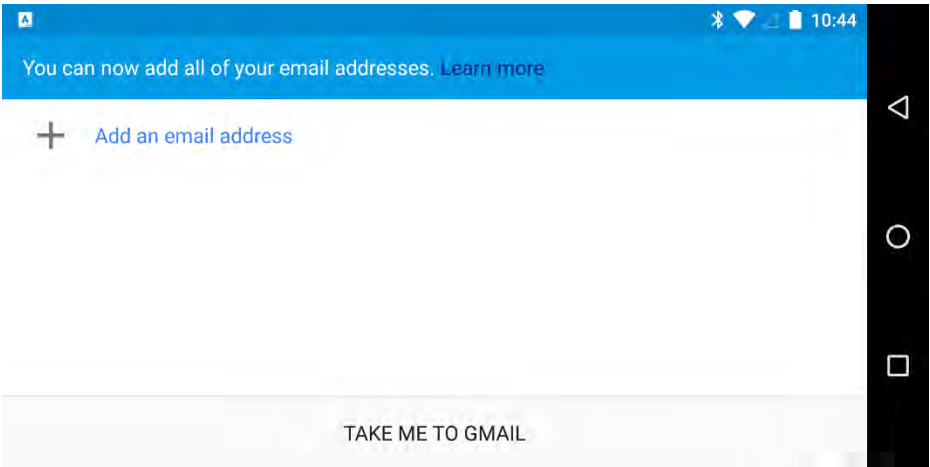 A
10:44
You can now add all of your email addresses. Learn more
Add an email address
TAKE ME TO GMAIL